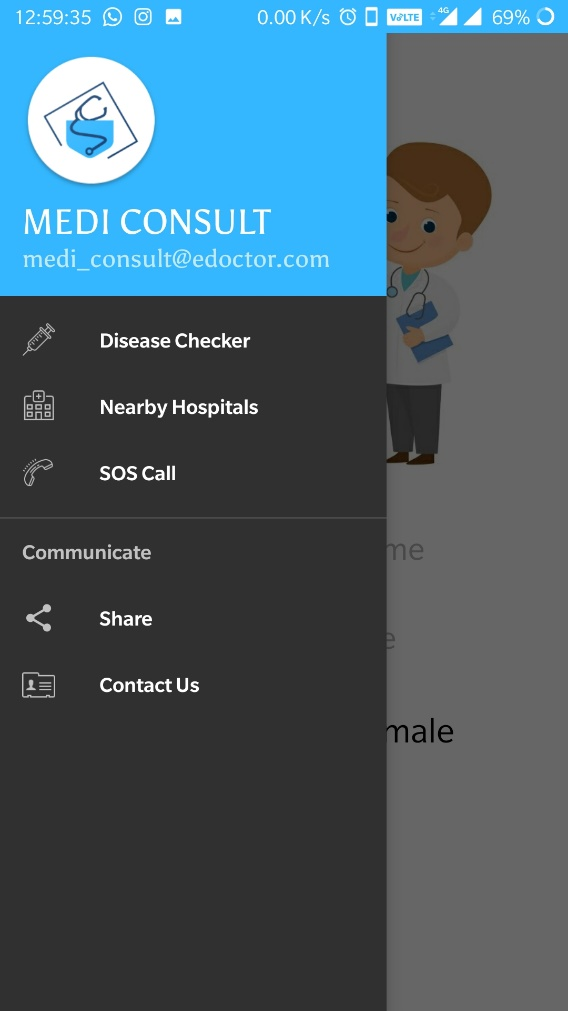 12:59:35 0.00 K/s VoLTE 4G 69%
MEDI CONSULT
medi_consult@edoctor.com
Disease Checker
Nearby Hospitals
SOS Call
Communicate
me
Share
e
Contact Us
male